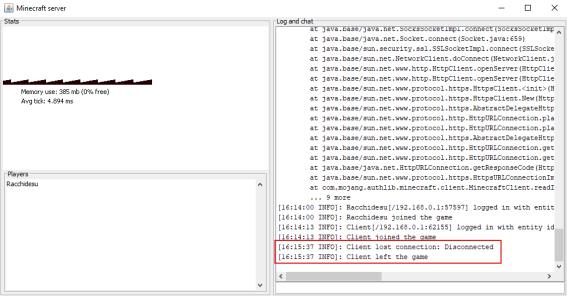 Minecraft server
Stats
Memory use: 385 mb (0% free)
Avg tick: 4.894 ms
Players
Racchidesu
Log and chat
at java.base/java.net.SocksSocketImpl.connect(SocksSocketImp
at java.base/java.net.Socket.connect(Socket.java:659)
at java.base/sun.security.ssl.SSLSocketImpl.connect(SSLSocke
at java.base/sun.net.NetworkClient.doConnect(NetworkClient.j
at java.base/sun.net.www.http.HttpClient.openServer(HttpClie
at java.base/sun.net.www.http.HttpClient.openServer(HttpClie
at java.base/sun.net.www.protocol.https.HttpsClient.<init>(H
at java.base/sun.net.www.protocol.https.HttpsClient.New(Http
at java.base/sun.net.www.protocol.https.AbstractDelegateHttp
at java.base/sun.net.www.protocol.http.HttpURLConnection.pla
at java.base/sun.net.www.protocol.http.HttpURLConnection.pla
at java.base/sun.net.www.protocol.https.AbstractDelegateHttp
at java.base/sun.net.www.protocol.http.HttpURLConnection.get
at java.base/sun.net.www.protocol.http.HttpURLConnection.get
at java.base/java.net.HttpURLConnection.getResponseCode(Http
at java.base/sun.net.www.protocol.https.HttpsURLConnectionIm
at com.mojang.authlib.minecraft.client.MinecraftClient.readI
... 9 more
[16:14:00 INFO]: Racchidesu[/192.168.0.1:57597] logged in with entit
[16:14:00 INFO]: Racchidesu joined the game
[16:14:13 INFO]: Client[/192.168.0.1:62155] logged in with entity id
[16:14:13 INFO]: Client joined the game
[16:15:37 INFO]: Client lost connection: Disconnected
[16:15:37 INFO]: Client left the game